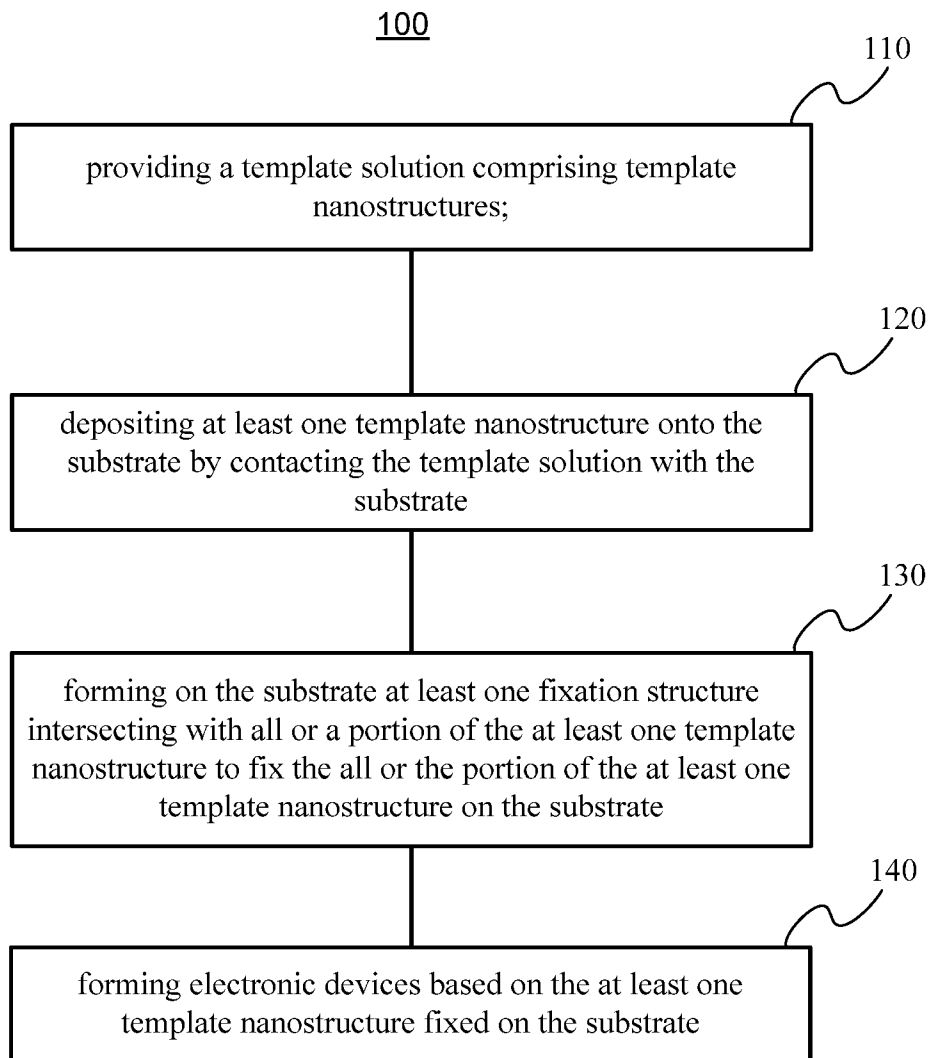 100
110
providing a template solution comprising template
nanostructures;
120
depositing at least one template nanostructure onto the
substrate by contacting the template solution with the
substrate
130
forming on the substrate at least one fixation structure
intersecting with all or a portion of the at least one template
nanostructure to fix the all or the portion of the at least one
template nanostructure on the substrate
140
forming electronic devices based on the at least one
template nanostructure fixed on the substrate